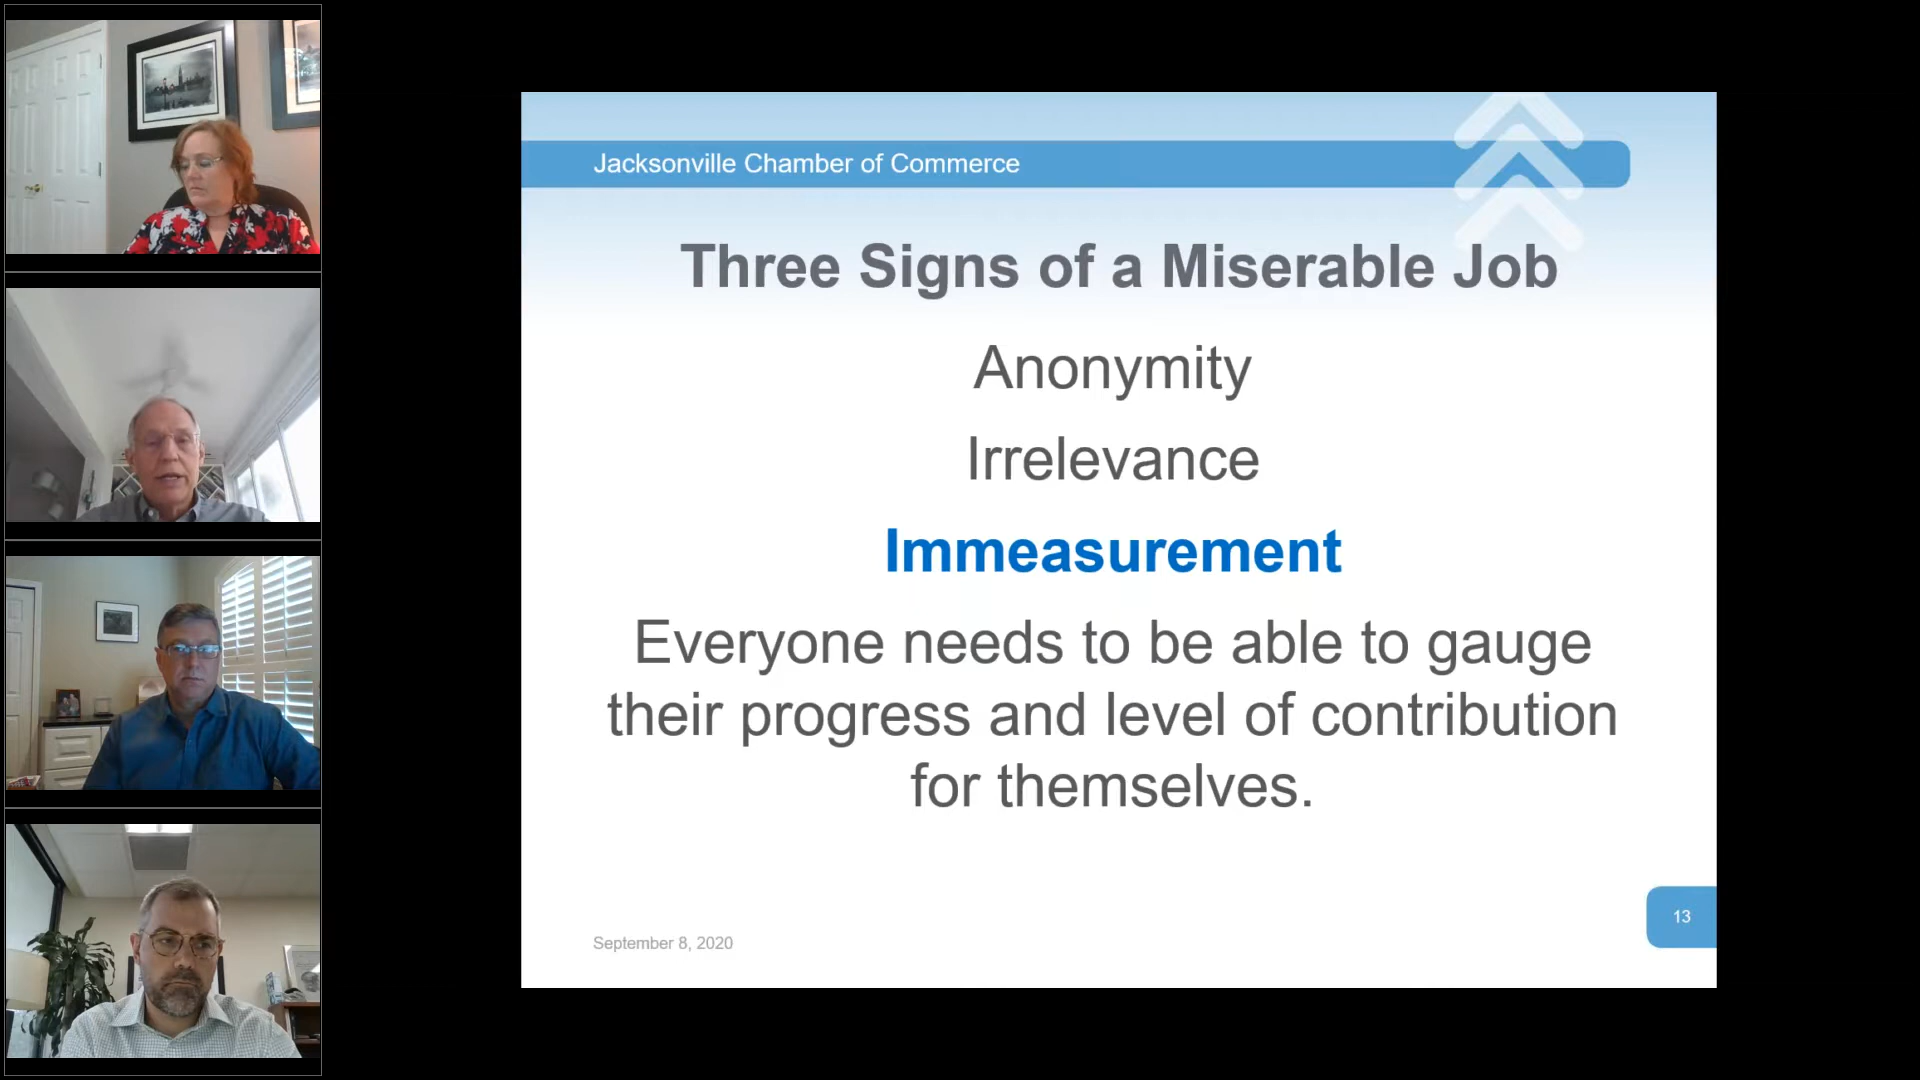 Jacksonville Chamber of Commerce
Three Signs of a Miserable Job
Anonymity
Irrelevance
Immeasurement
Everyone needs to be able to gauge
their progress and level of contribution
for themselves.
September 8, 2020
13